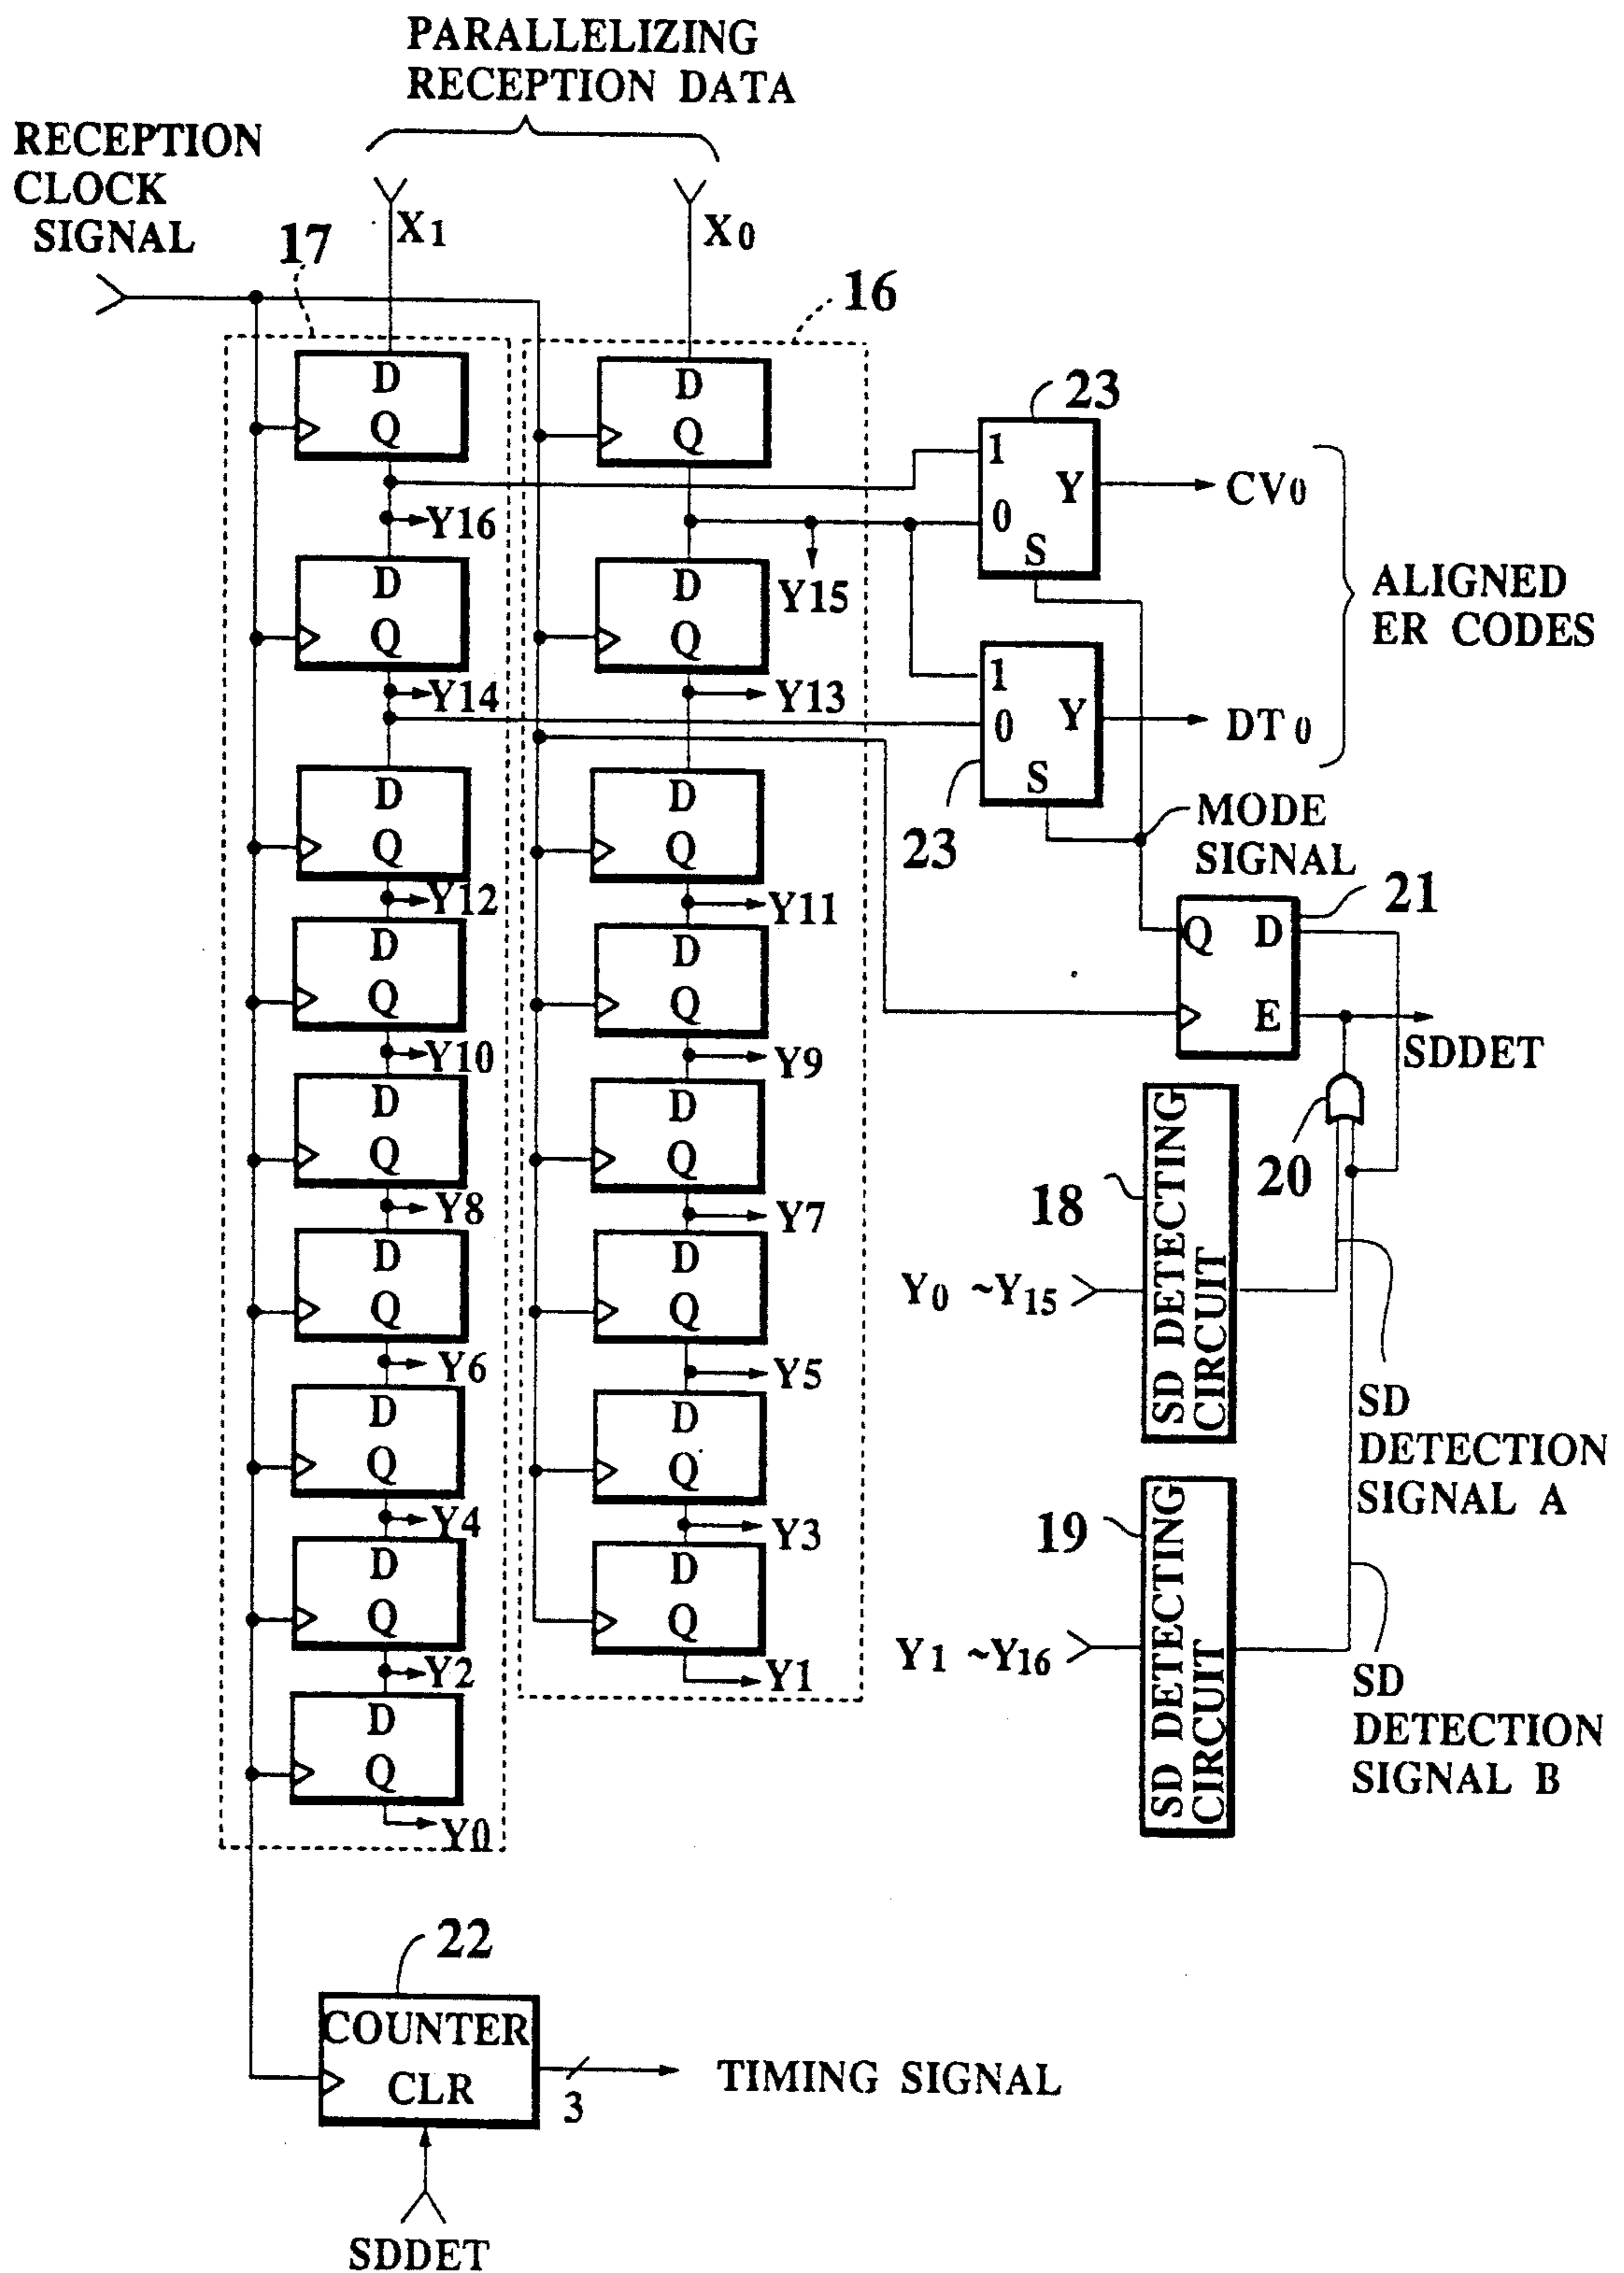 PARALLELIZING
RECEPTION DATA
RECEPTION
CLOCK
SIGNAL
17
X1
X0
16
D
Q
D
Q
23
1
0
Y
S
CV0
Y16
Y15
D
Q
D
Q
ALIGNED
ER CODES
Y14
Y13
1
0
Y
S
DT0
23
MODE
SIGNAL
D
Q
D
Q
Y12
Y11
21
Q
D
E
SDDET
D
Q
D
Q
Y10
Y9
20
D
Q
D
Q
Y8
Y7
18
SD DETECTING
CIRCUIT
Y0 ~Y15
D
Q
D
Q
Y6
Y5
SD
DETECTION
SIGNAL A
D
Q
D
Q
Y4
Y3
19
SD DETECTING
CIRCUIT
Y1 ~Y16
D
Q
D
Q
Y2
Y1
SD
DETECTION
SIGNAL B
D
Q
Y0
22
COUNTER
CLR
3
TIMING SIGNAL
SDDET